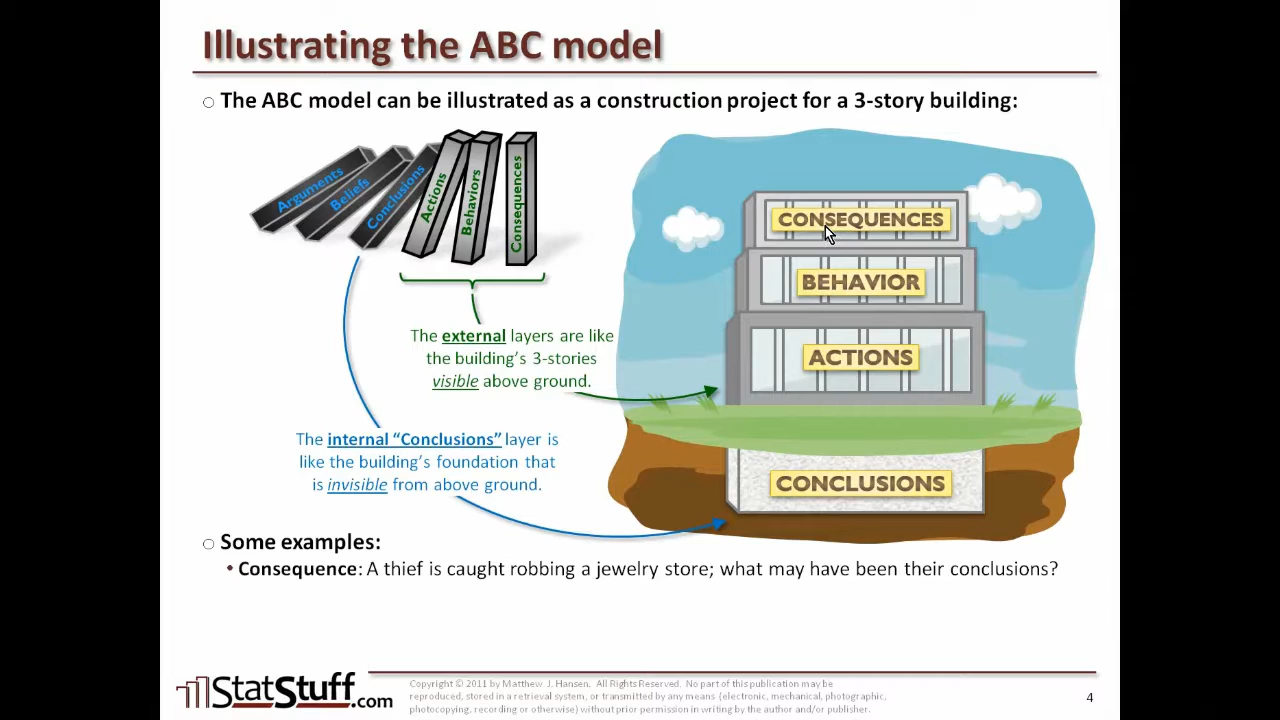 Illustrating the ABC model
○ The ABC model can be illustrated as a construction project for a 3-story building:
Arguments
Beliefs
Conclusions
Actions
Behaviors
Consequences
CONSEQUENCES
BEHAVIOR
ACTIONS
CONCLUSIONS
The external layers are like
the building's 3-stories
visible above ground.
The internal “Conclusions” layer is
like the building's foundation that
is invisible from above ground.
○ Some examples:
• Consequence: A thief is caught robbing a jewelry store; what may have been their conclusions?
StatStuff.com
Copyright © 2011 by Matthew J. Hansen. All Rights Reserved. No part of this publication may be
reproduced, stored in a retrieval system, or transmitted by any means (electronic, mechanical, photographic,
photocopying, recording or otherwise) without prior permission in writing by the author and/or publisher.
4